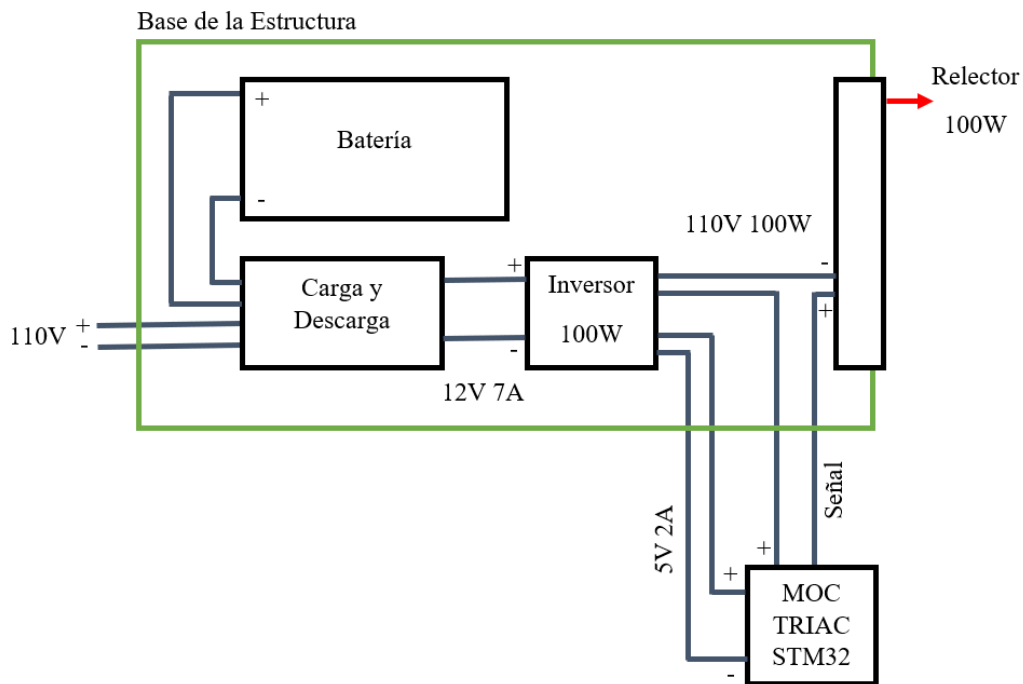 Base de la Estructura
Relector
100W
+
Batería
-
110V 100W
-
+
Carga y
Descarga
+
Inversor
100W
-
110V
+
-
12V 7A
5V 2A
Señal
+
+
-
MOC
TRIAC
STM32